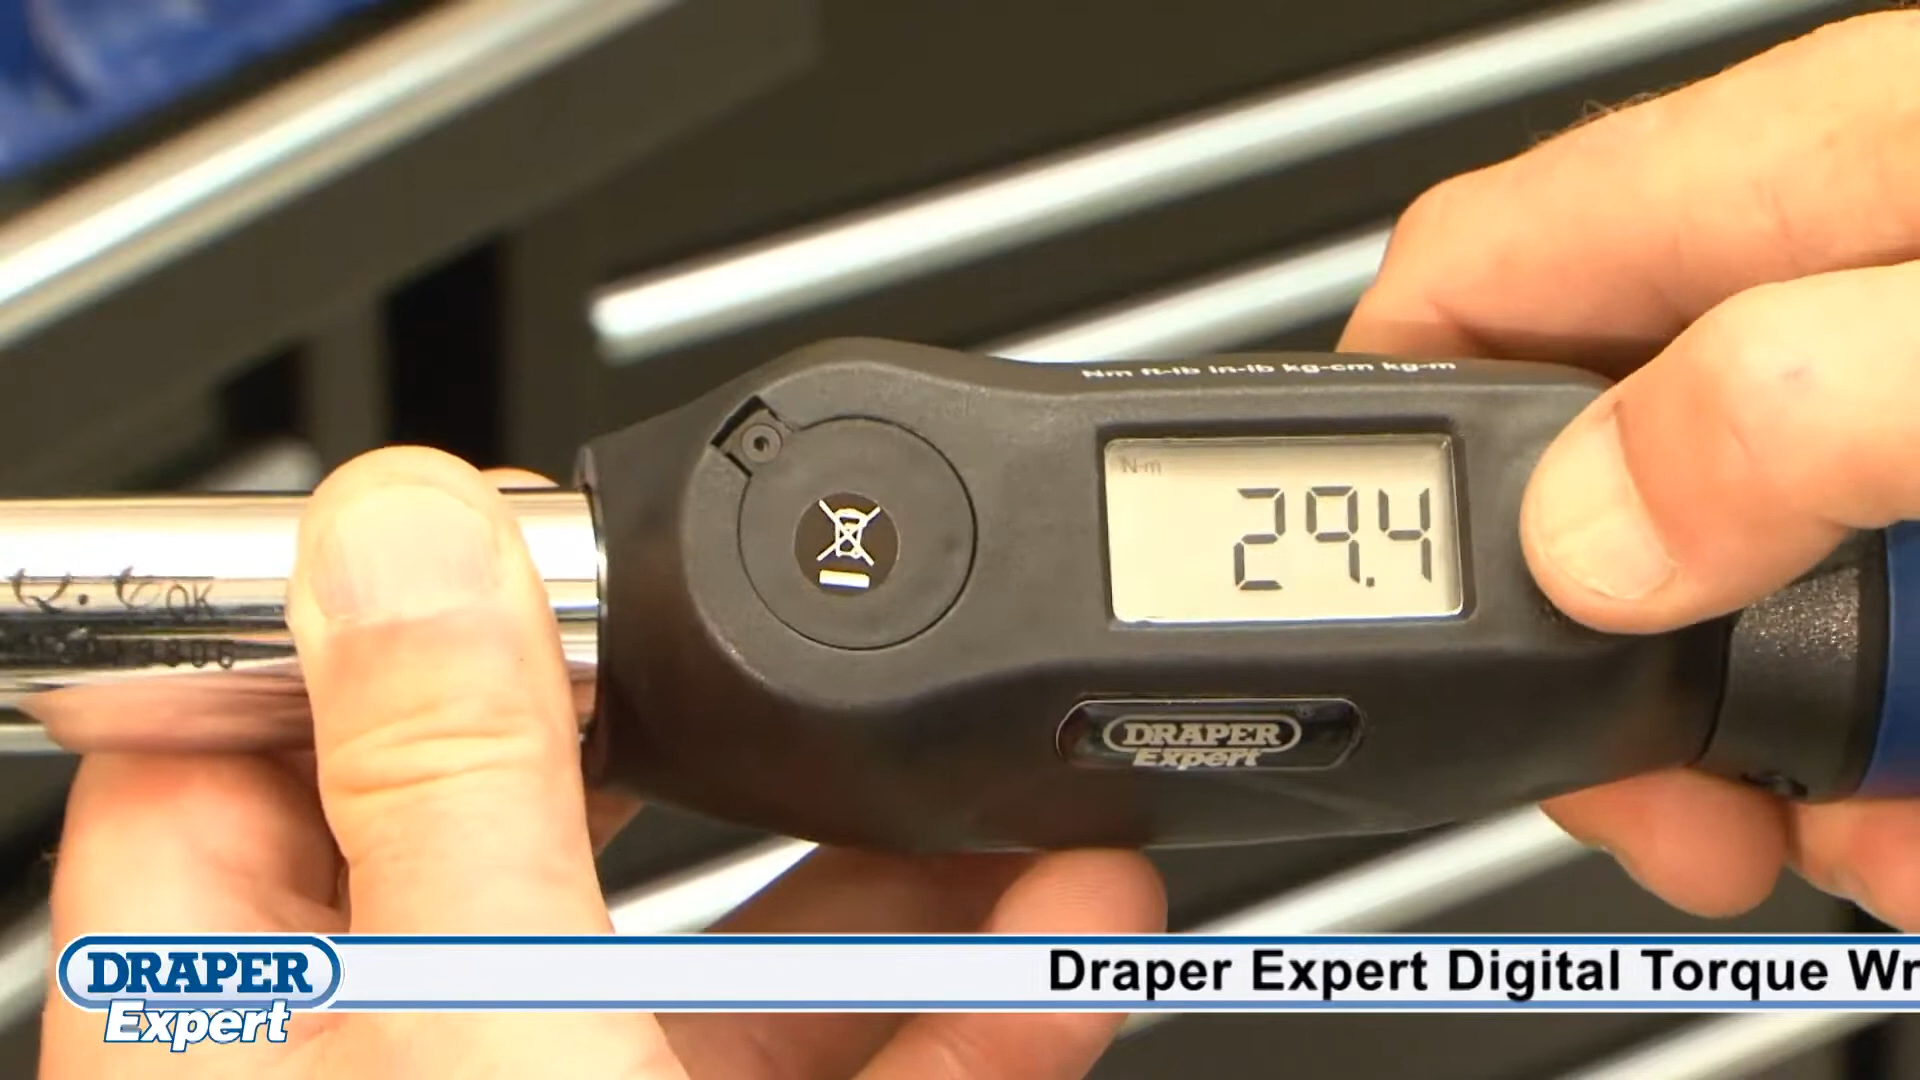 Nm ft-lb in-lb kg-cm kg-m
N-m
29.4
DRAPER®
Expert
OK
DRAPER
Expert
Draper Expert Digital Torque Wr